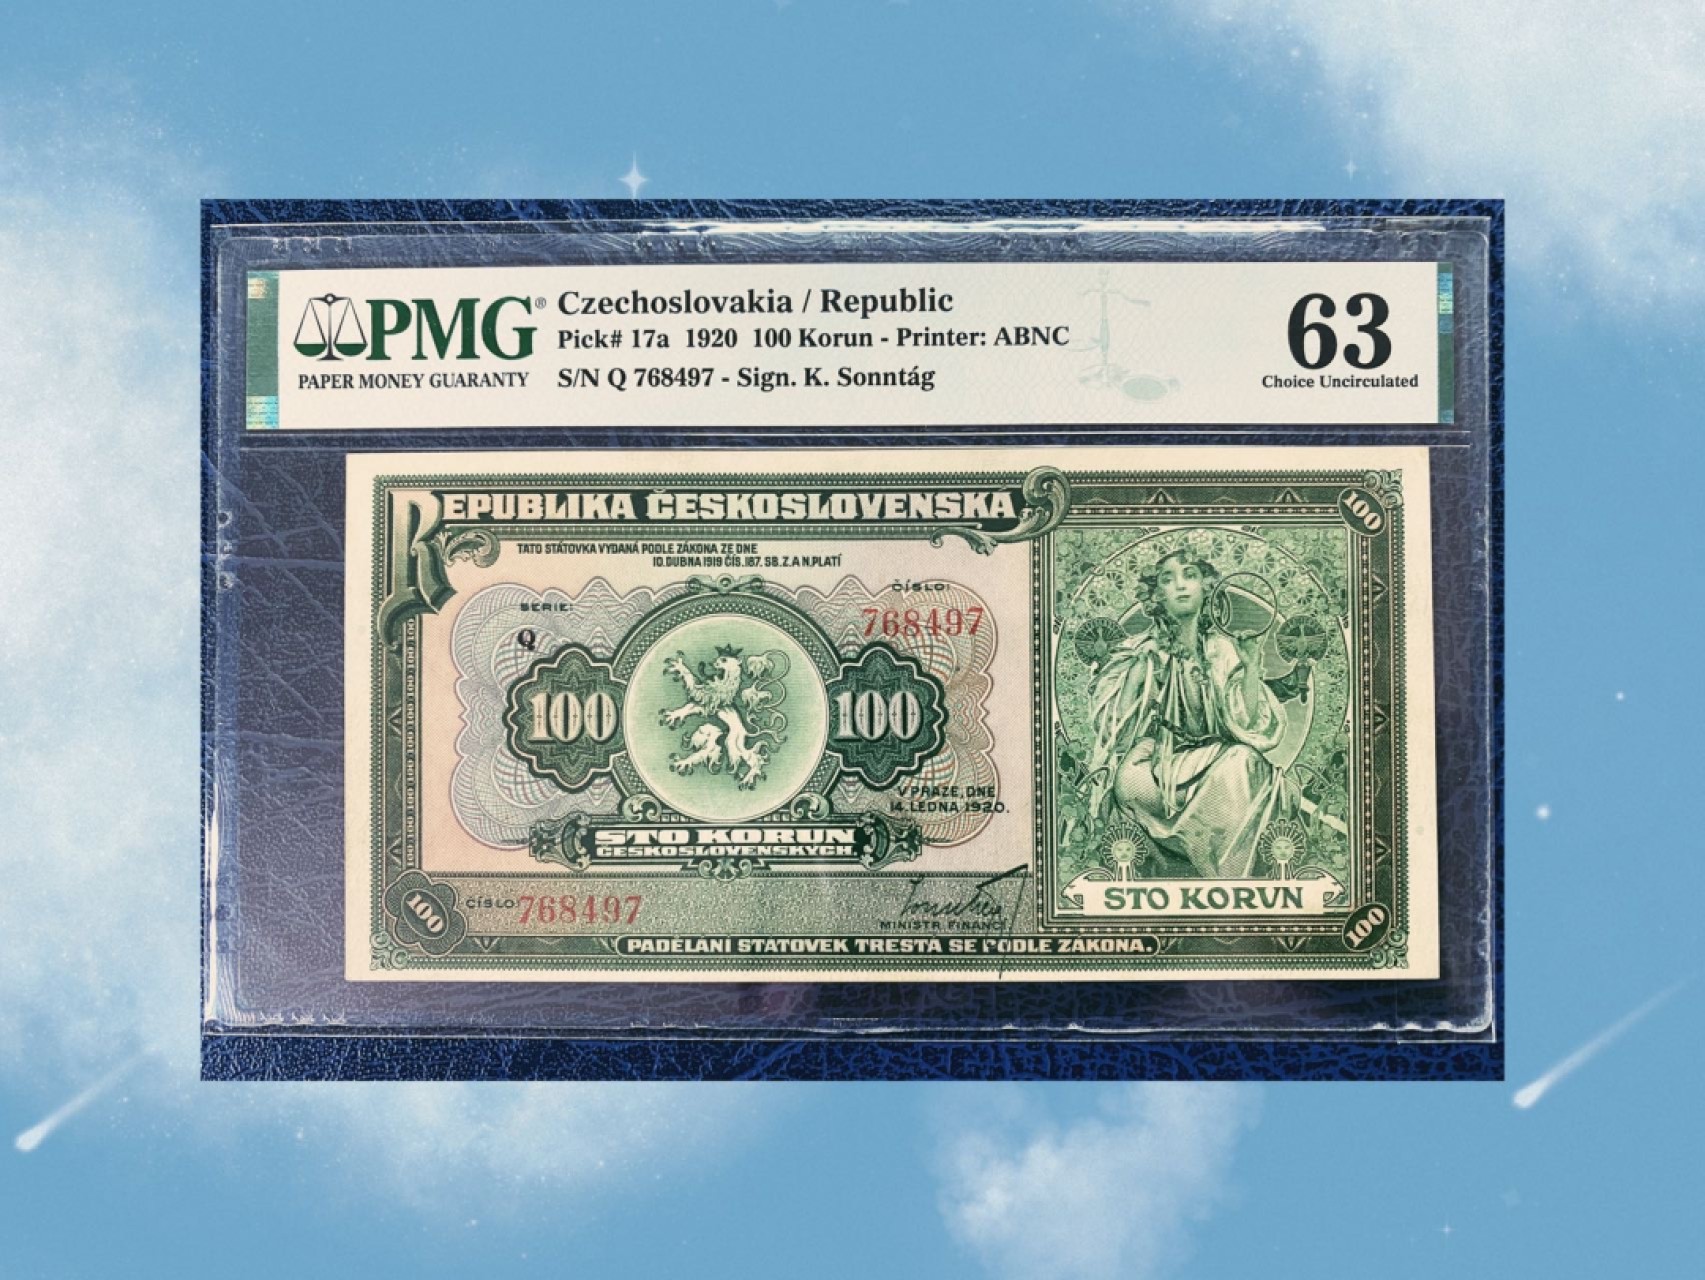 PMG®
PAPER MONEY GUARANTY
Czechoslovakia / Republic
Pick# 17a 1920 100 Korun - Printer: ABNC
S/N Q 768497 - Sign. K. Sonntág
63
Choice Uncirculated
REPUBLIKA ČESKOSLOVENSKÁ
100
TATO STÁTOVKA VYDANÁ PODLE ZÁKONA ZE DNE
10. DUBNA 1919 ČÍS. 187. SB. Z. A N. PLATÍ
SERIE:
Q
ČÍSLO:
768497
100
100
V PRAZE, DNE
14. LEDNA 1920.
STO KORUN
ČESKOSLOVENSKÝCH.
STO KORVN
100
ČÍSLO:
768497
MINISTR FINANCÍ
100
PADĚLÁNÍ STÁTOVEK TRESTÁ SE PODLE ZÁKONA.